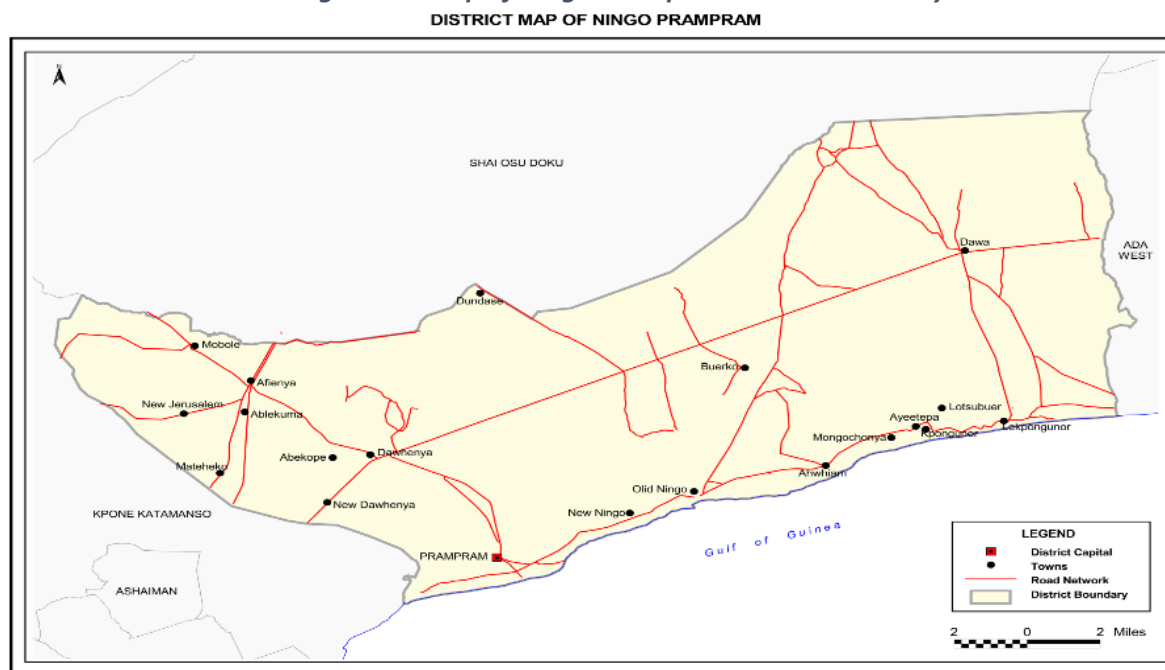 DISTRICT MAP OF NINGO PRAMPRAM
N
SHAI OSU DOKU
Dawa
ADA
WEST
Dundase
Mobole
Afienya
Buerko
New Jerusalem
Ablekuma
Lotsubuer
Ayeetepa
Kpongunor
Lekpongunor
Mongochonya
Abekope
Dawhenya
Mateheko
Ahwhiam
Olid Ningo
New Dawhenya
New Ningo
KPONE KATAMANSO
Gulf of Guinea
PRAMPRAM
ASHAIMAN
LEGEND
District Capital
Towns
Road Network
District Boundary
2 0 2 Miles